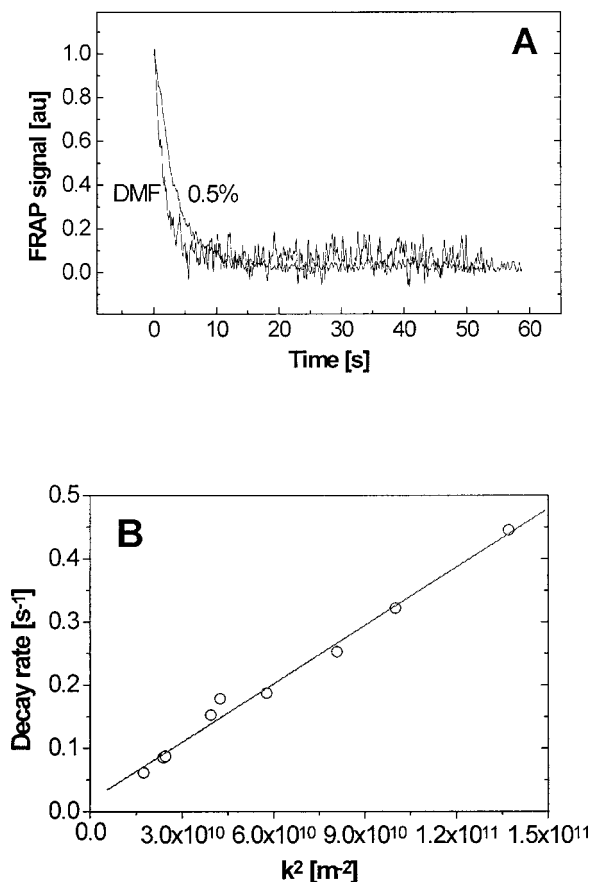 A
FRAP signal [au]
1.0
0.8
0.6
0.4
0.2
0.0
DMF 0.5%
0 10 20 30 40 50 60
Time [s]
B
Decay rate [s-1]
0.5
0.4
0.3
0.2
0.1
0.0
0.0 3.0x10¹⁰ 6.0x10¹⁰ 9.0x10¹⁰ 1.2x10¹¹ 1.5x10¹¹
k² [m⁻²]